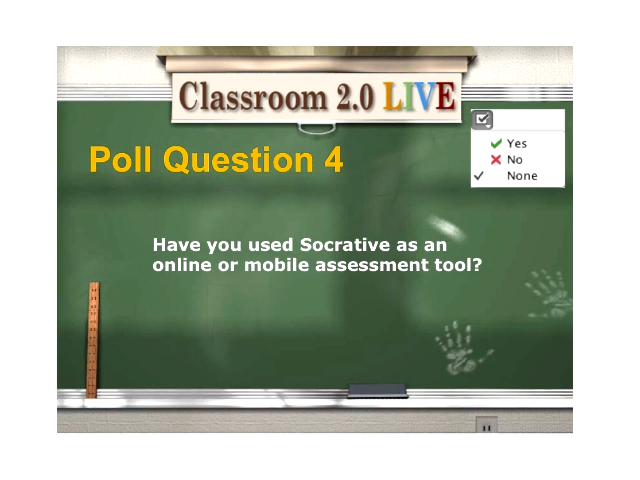 Classroom 2.0 LIVE
Poll Question 4
Yes
No
None
Have you used Socrative as an
online or mobile assessment tool?